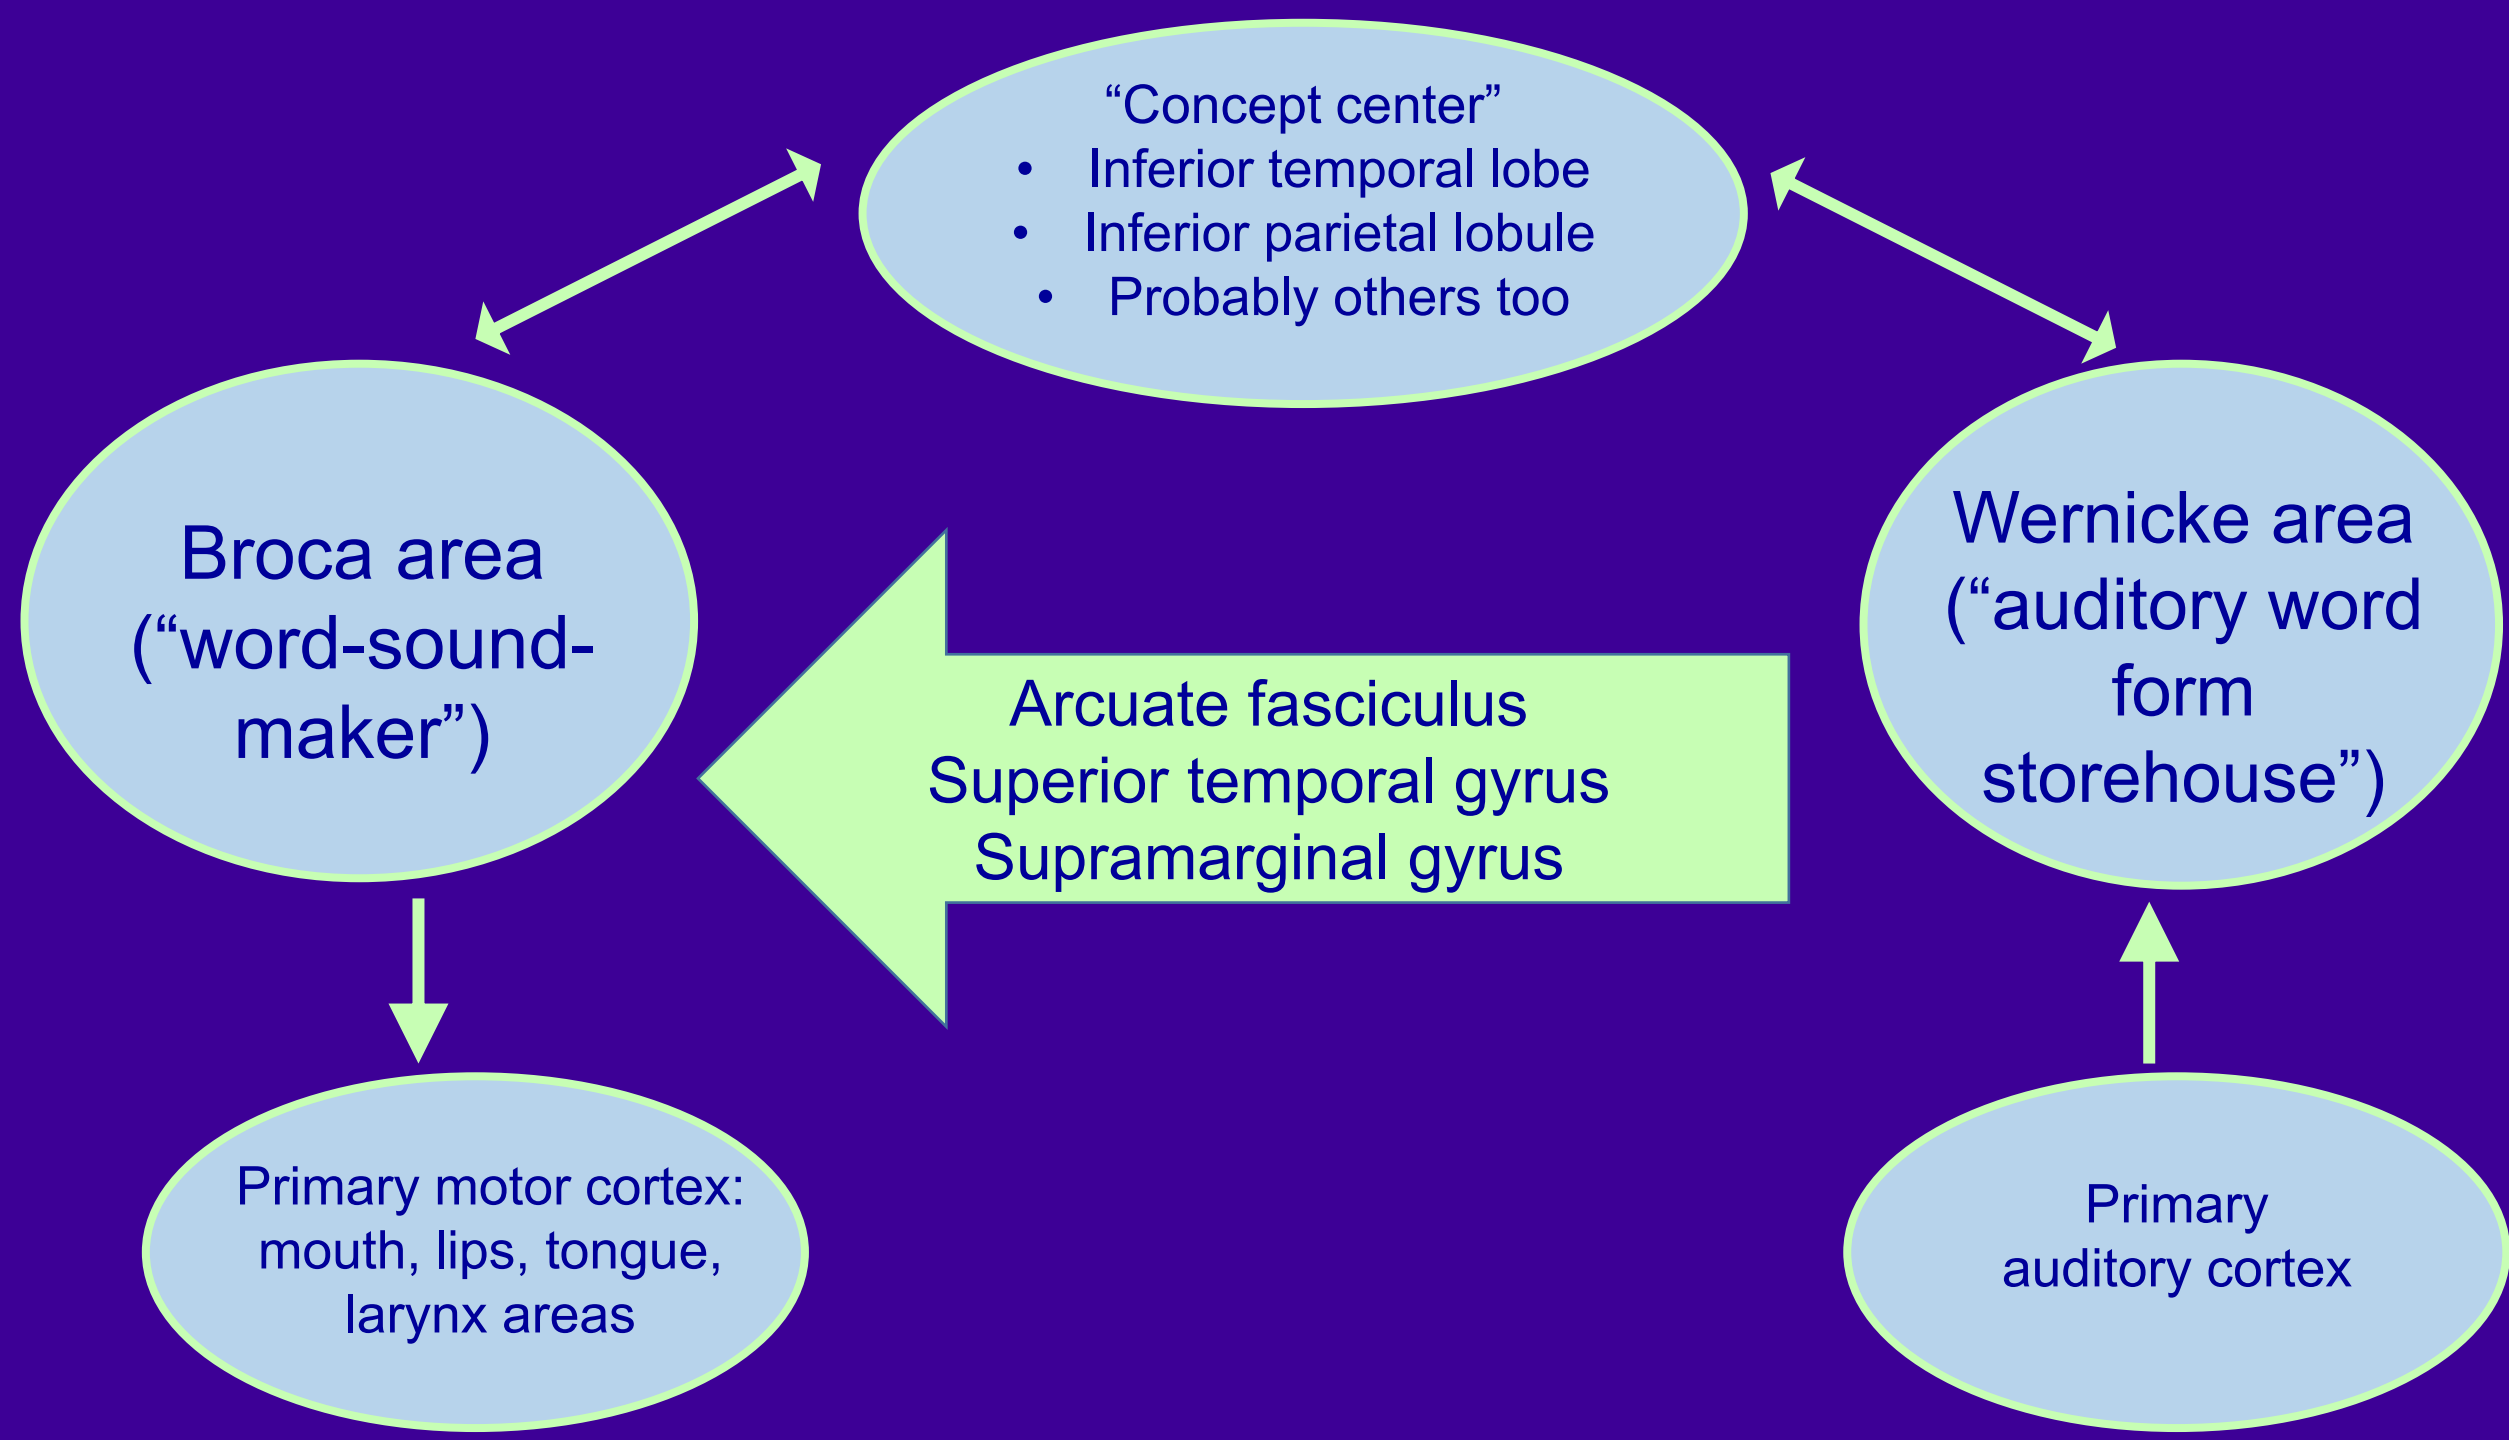 “Concept center”
• Inferior temporal lobe
• Inferior parietal lobule
• Probably others too
Broca area
(“word-sound-
maker”)
Arcuate fasciculus
Superior temporal gyrus
Supramarginal gyrus
Wernicke area
(“auditory word
form
storehouse”)
Primary motor cortex:
mouth, lips, tongue,
larynx areas
Primary
auditory cortex